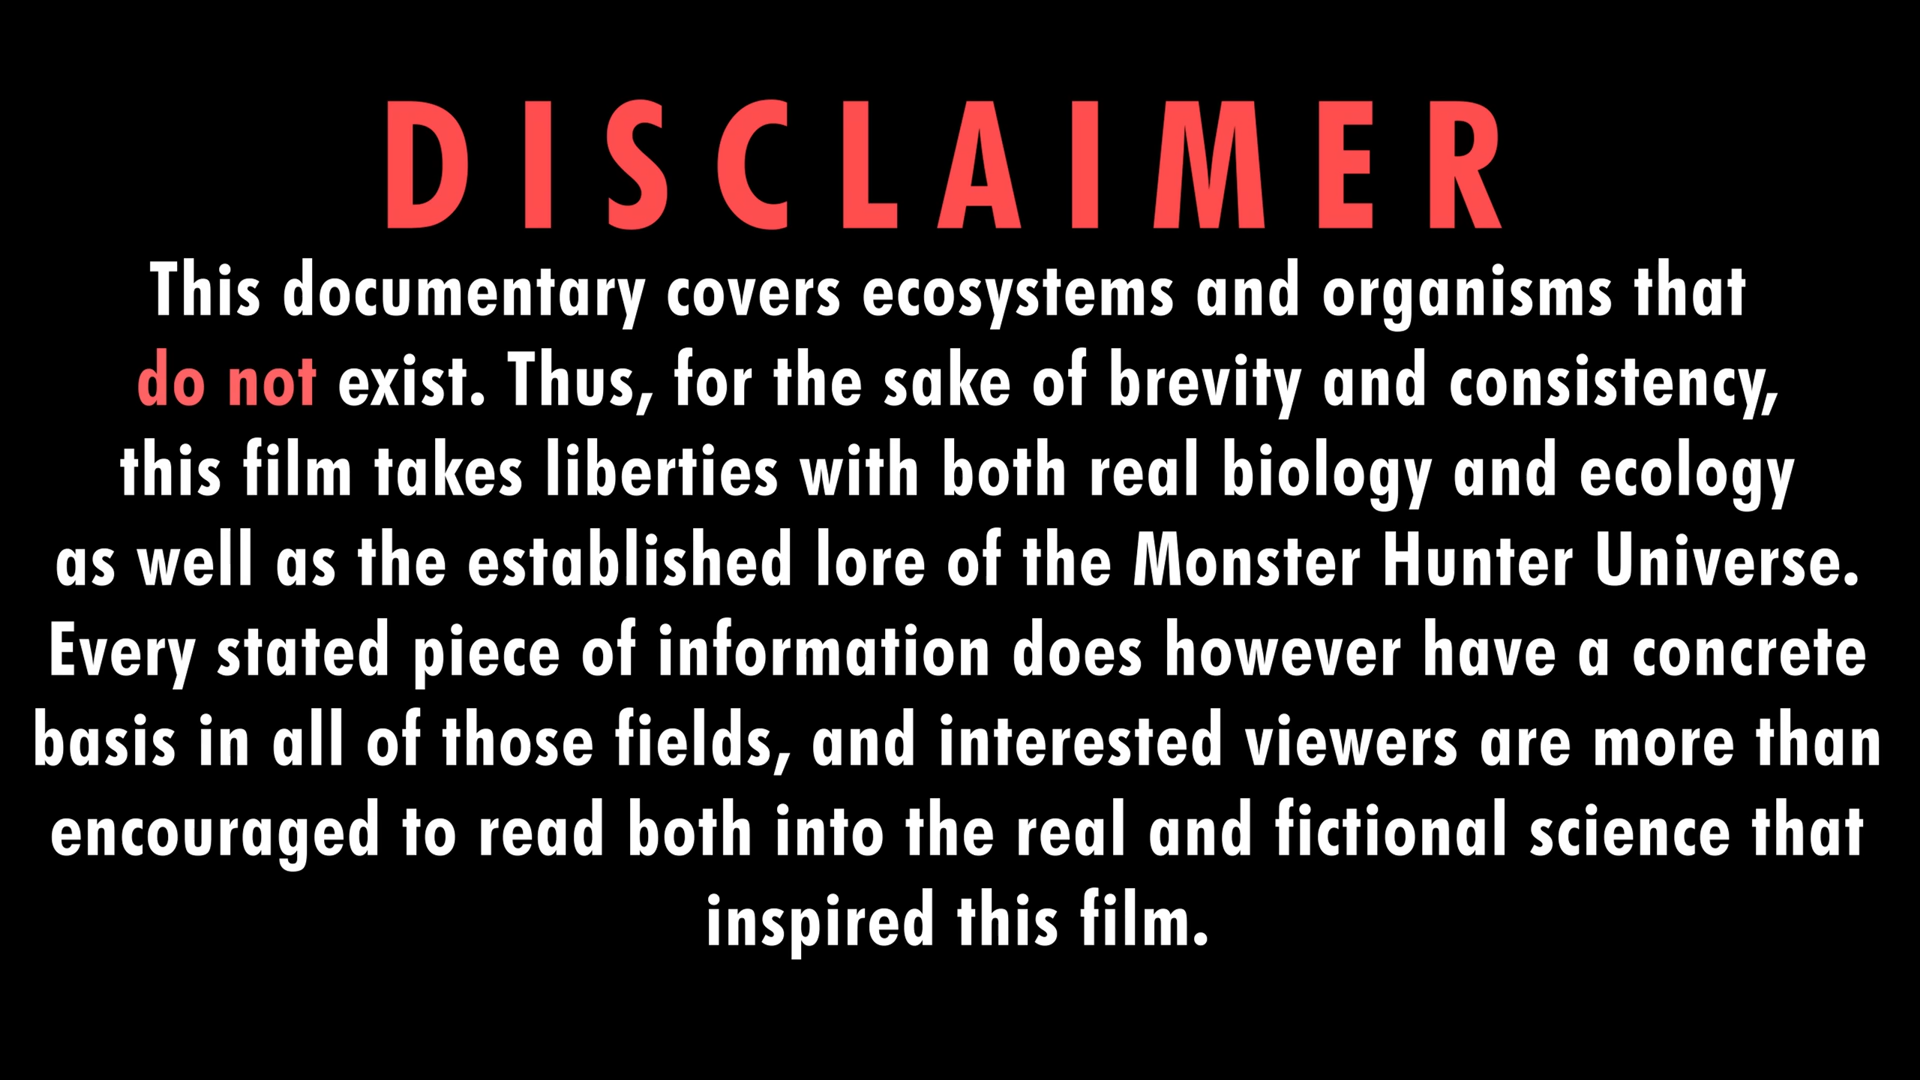 DISCLAIMER
This documentary covers ecosystems and organisms that
do not exist. Thus, for the sake of brevity and consistency,
this film takes liberties with both real biology and ecology
as well as the established lore of the Monster Hunter Universe.
Every stated piece of information does however have a concrete
basis in all of those fields, and interested viewers are more than
encouraged to read both into the real and fictional science that
inspired this film.